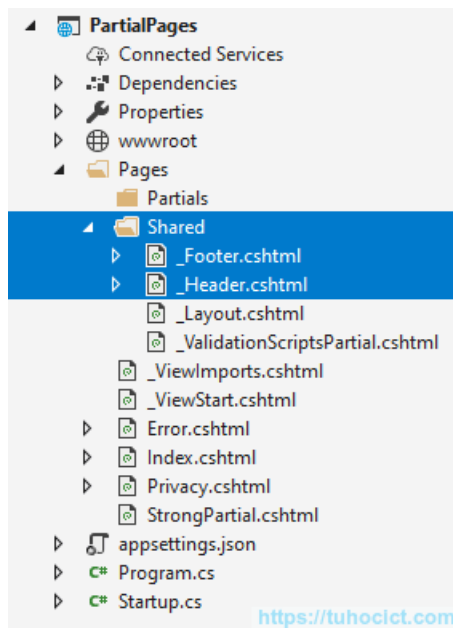 PartialPages
Connected Services
Dependencies
Properties
wwwroot
Pages
Partials
Shared
_Footer.cshtml
_Header.cshtml
_Layout.cshtml
_ValidationScriptsPartial.cshtml
_ViewImports.cshtml
_ViewStart.cshtml
Error.cshtml
Index.cshtml
Privacy.cshtml
StrongPartial.cshtml
appsettings.json
C# Program.cs
C# Startup.cs
https://tuhocict.com